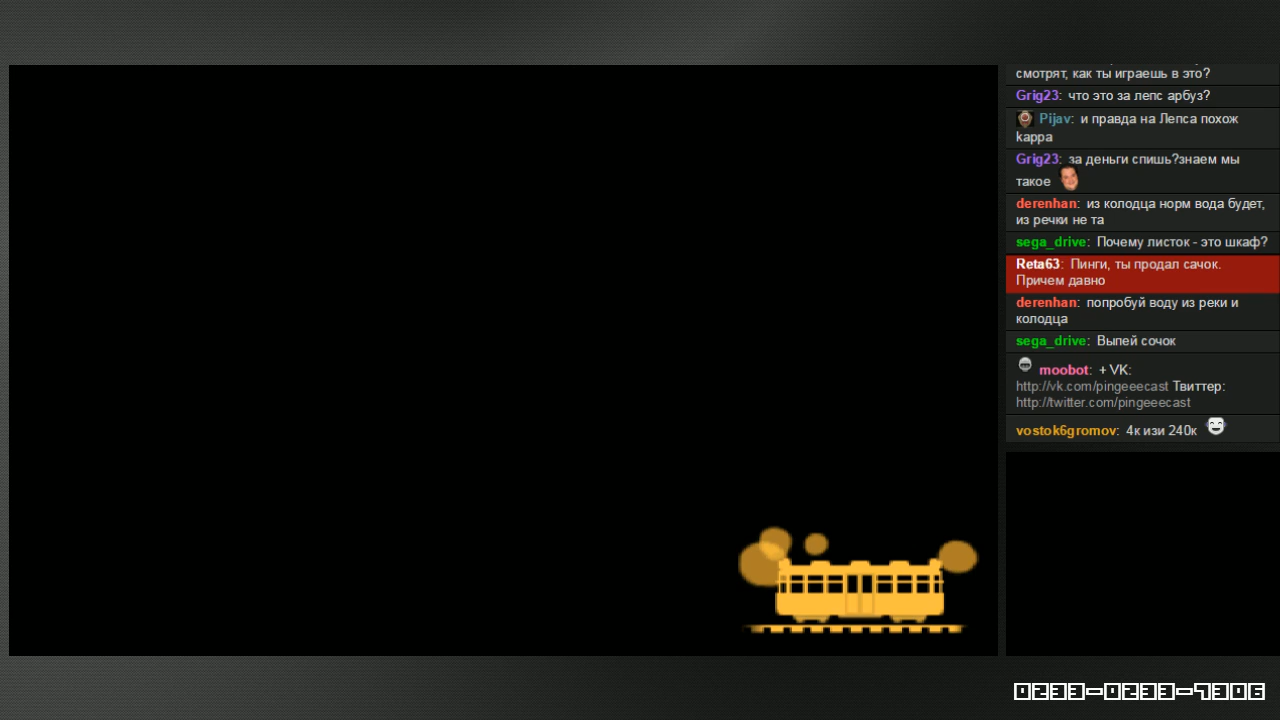 смотрят, как ты играешь в это?
Grig23: что это за лепс арбуз?
Pijav: и правда на Лепса похож
kappa
Grig23: за деньги спишь?знаем мы
такое
derenhan: из колодца норм вода будет,
из речки не та
sega_drive: Почему листок - это шкаф?
Reta63: Пинги, ты продал сачок.
Причем давно
derenhan: попробуй воду из реки и
колодца
sega_drive: Выпей сочок
moobot: + VK:
http://vk.com/pingeeecast Твиттер:
http://twitter.com/pingeeecast
vostok6gromov: 4к изи 240к
0233-0233-9306